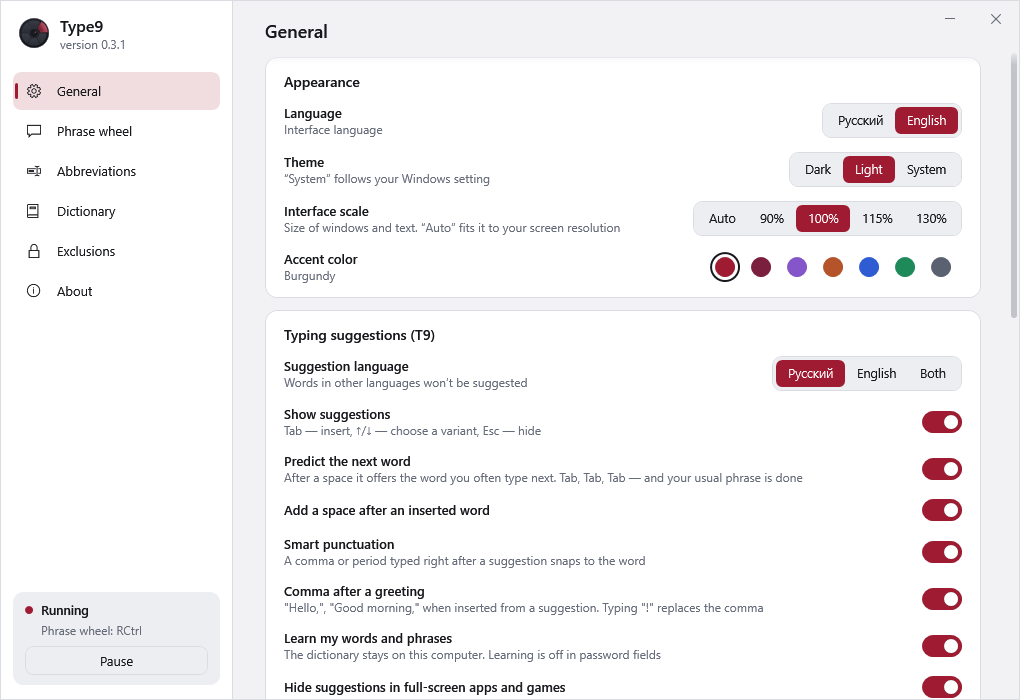 Type9
version 0.3.1
General
Phrase wheel
Abbreviations
Dictionary
Exclusions
About
Running
Phrase wheel: RCtrl
Pause
General
Appearance
Language
Interface language
Русский English
Theme
“System” follows your Windows setting
Dark Light System
Interface scale
Size of windows and text. “Auto” fits it to your screen resolution
Auto 90% 100% 115% 130%
Accent color
Burgundy
Typing suggestions (T9)
Suggestion language
Words in other languages won’t be suggested
Русский English Both
Show suggestions
Tab — insert, ↑/↓ — choose a variant, Esc — hide
Predict the next word
After a space it offers the word you often type next. Tab, Tab, Tab — and your usual phrase is done
Add a space after an inserted word
Smart punctuation
A comma or period typed right after a suggestion snaps to the word
Comma after a greeting
"Hello,", "Good morning," when inserted from a suggestion. Typing "!" replaces the comma
Learn my words and phrases
The dictionary stays on this computer. Learning is off in password fields
Hide suggestions in full-screen apps and games